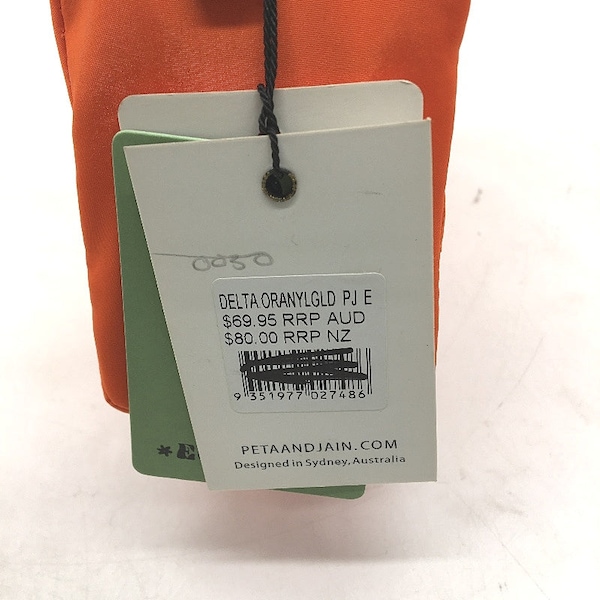 DELTA ORANYLGLD PJ E
$69.95 RRP AUD
$80.00 RRP NZ
9 351977 027486
PETAANDJAIN.COM
Designed in Sydney, Australia
*E